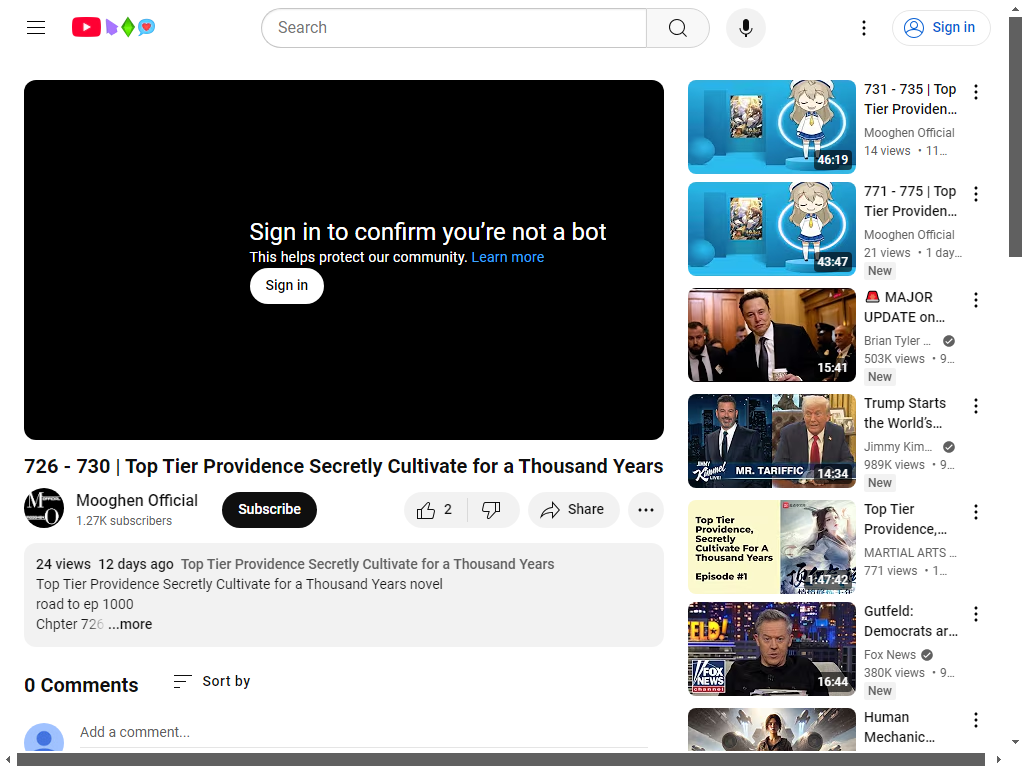 Search
Sign in
Sign in to confirm you’re not a bot
This helps protect our community. Learn more
Sign in
726 - 730 | Top Tier Providence Secretly Cultivate for a Thousand Years
Mooghen Official
1.27K subscribers
Subscribe
2
Share
24 views 12 days ago Top Tier Providence Secretly Cultivate for a Thousand Years
Top Tier Providence Secretly Cultivate for a Thousand Years novel
road to ep 1000
Chpter 726 ...more
0 Comments
Sort by
Add a comment...
46:19
731 - 735 | Top
Tier Providen...
Mooghen Official
14 views • 11...
43:47
771 - 775 | Top
Tier Providen...
Mooghen Official
21 views • 1 day...
New
15:41
🚨 MAJOR
UPDATE on...
Brian Tyler ...
503K views • 9...
New
JIMMY
Kimmel
LIVE!
MR. TARIFFIC
14:34
Trump Starts
the World’s...
Jimmy Kim...
989K views • 9...
New
Top Tier
Providence,
Secretly
Cultivate For A
Thousand Years
Episode #1
1:47:42
Top Tier
Providence,...
MARTIAL ARTS ...
771 views • 1...
FELD!
FOX
NEWS
channel
16:44
Gutfeld:
Democrats ar...
Fox News
380K views • 9...
New
Human
Mechanic...